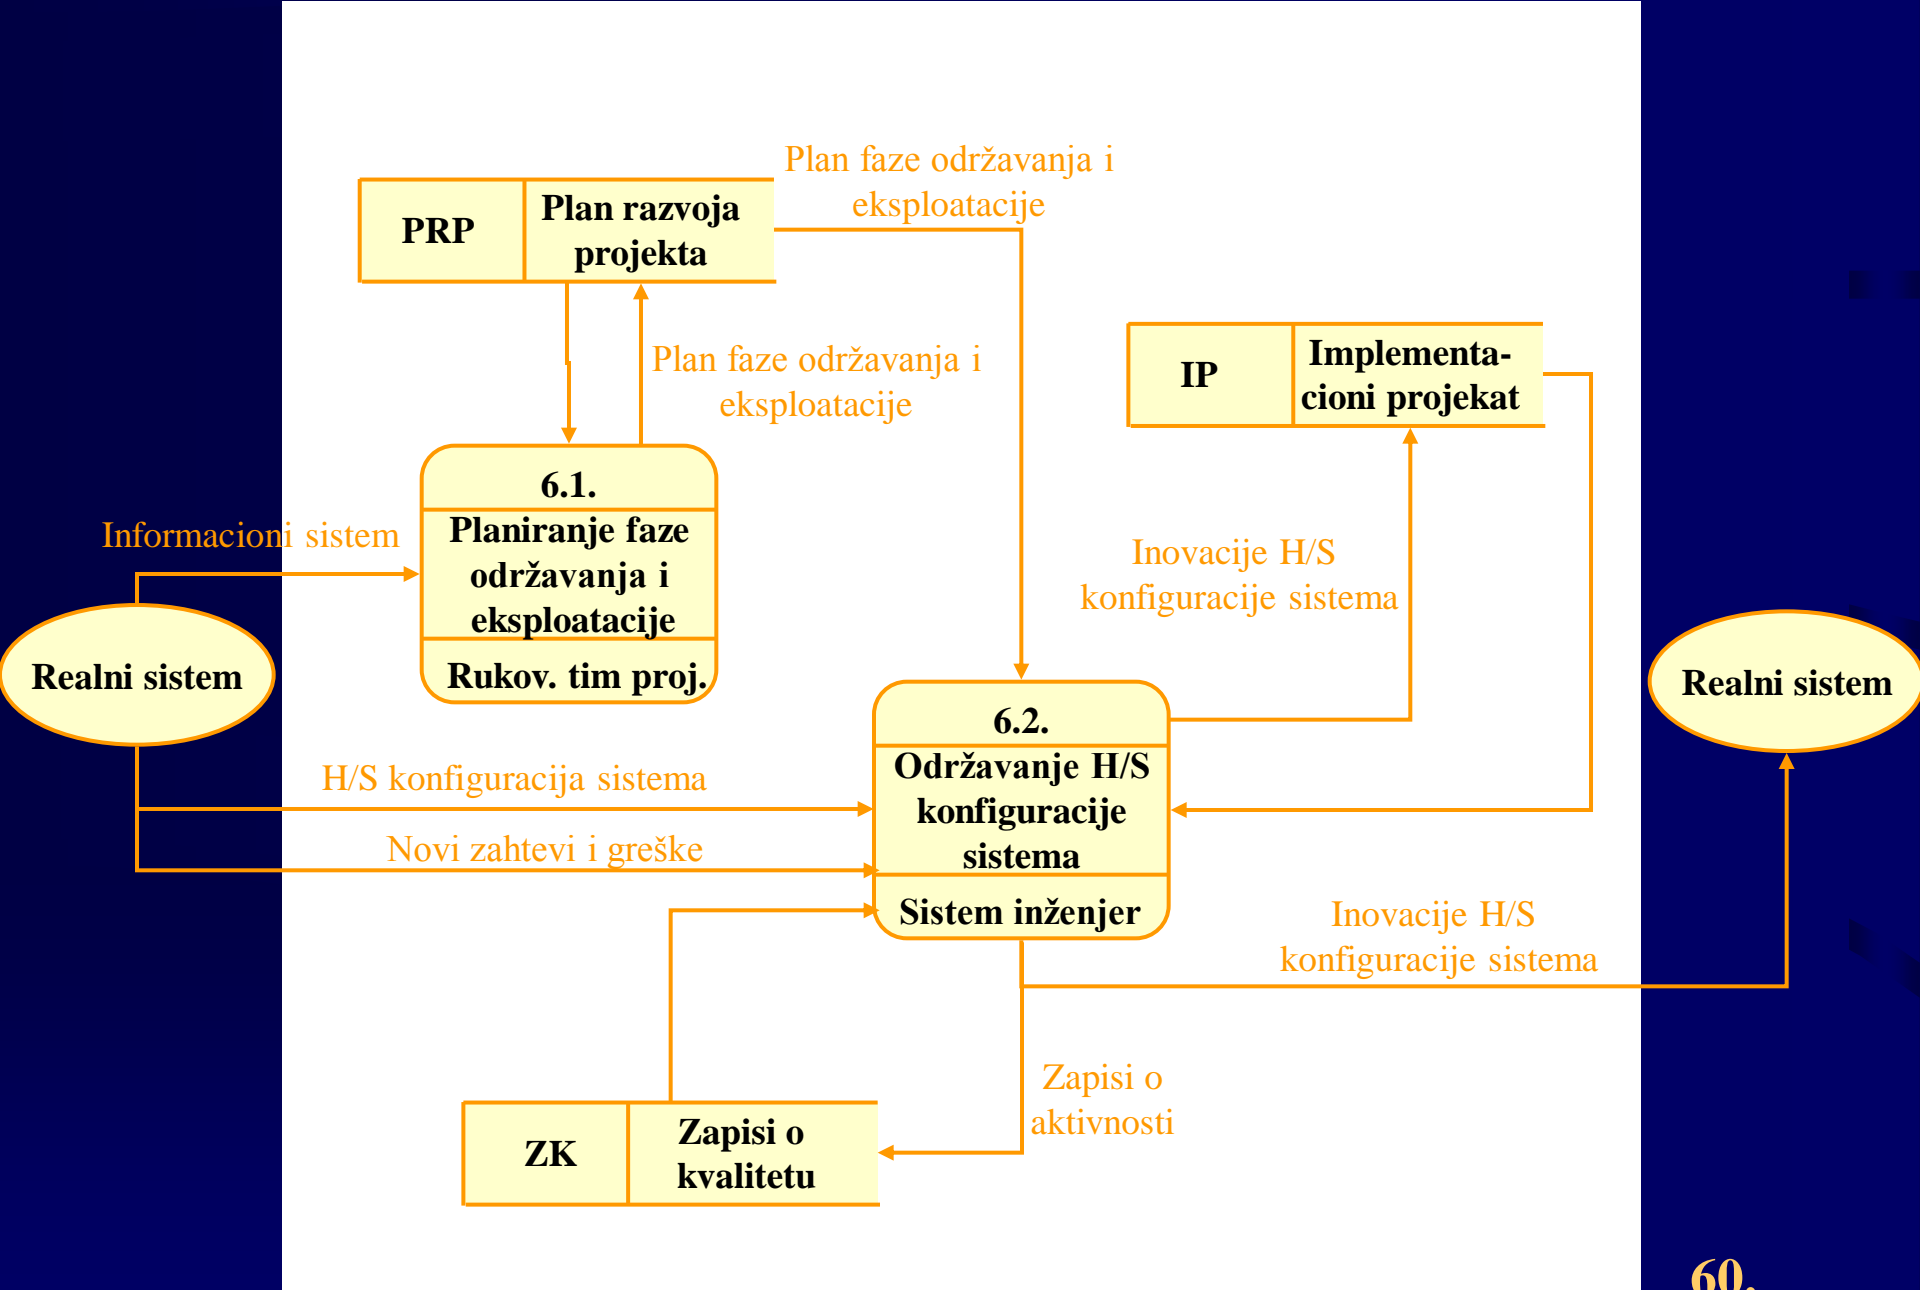 Plan faze održavanja i
eksploatacije
PRP
Plan razvoja
projekta
Plan faze održavanja i
eksploatacije
IP
Implementa-
cioni projekat
6.1.
Planiranje faze
održavanja i
eksploatacije
Rukov. tim proj.
Informacioni sistem
Inovacije H/S
konfiguracije sistema
Realni sistem
Realni sistem
6.2.
Održavanje H/S
konfiguracije
sistema
Sistem inženjer
H/S konfiguracija sistema
Novi zahtevi i greške
Inovacije H/S
konfiguracije sistema
Zapisi o
aktivnosti
ZK
Zapisi o
kvalitetu
60.